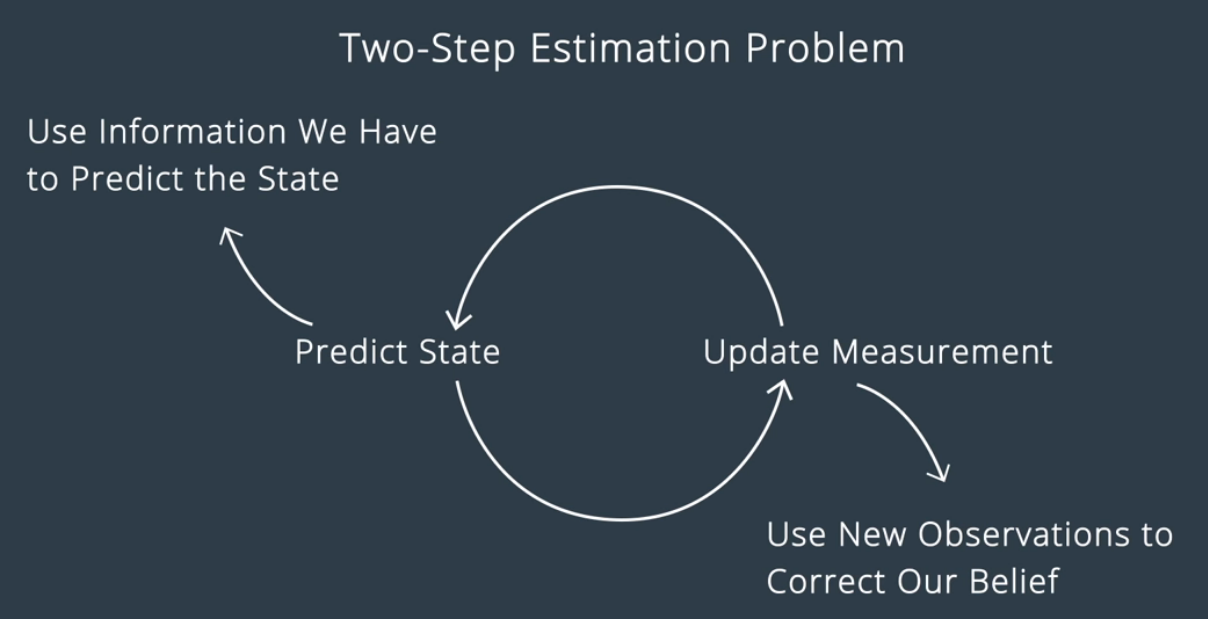 Two-Step Estimation Problem
Use Information We Have
to Predict the State
Predict State
Update Measurement
Use New Observations to
Correct Our Belief